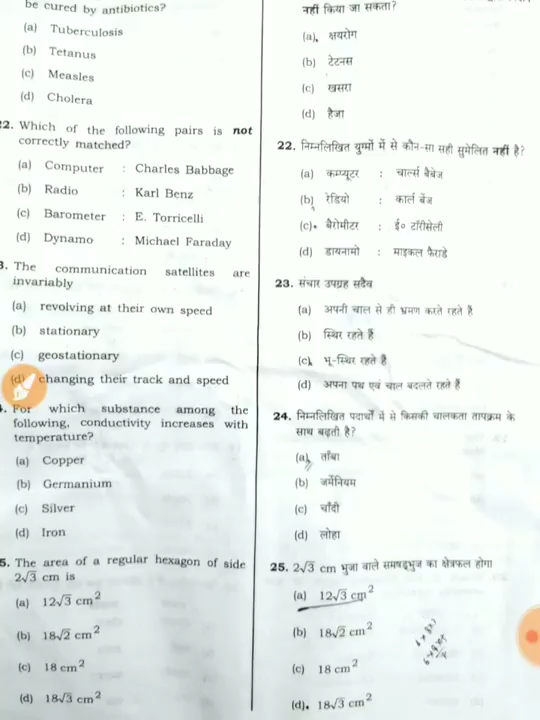 be cured by antibiotics?
(a) Tuberculosis
(b) Tetanus
(c) Measles
(d) Cholera
22. Which of the following pairs is not
correctly matched?
(a) Computer : Charles Babbage
(b) Radio : Karl Benz
(c) Barometer : E. Torricelli
(d) Dynamo : Michael Faraday
3. The communication satellites are
invariably
(a) revolving at their own speed
(b) stationary
(c) geostationary
(d) changing their track and speed
. For which substance among the
following, conductivity increases with
temperature?
(a) Copper
(b) Germanium
(c) Silver
(d) Iron
5. The area of a regular hexagon of side
2√3 cm is
(a) 12√3 cm²
(b) 18√2 cm²
(c) 18 cm²
(d) 18√3 cm²
नहीं किया जा सकता?
(a) क्षयरोग
(b) टेटनस
(c) खसरा
(d) हैजा
22. निम्नलिखित युग्मों में से कौन-सा सही सुमेलित नहीं है?
(a) कम्प्यूटर : चार्ल्स बैबेज
(b) रेडियो : कार्ल बेंज
(c) बैरोमीटर : ई० टॉरीसेली
(d) डायनामो : माइकल फैराडे
23. संचार उपग्रह सदैव
(a) अपनी चाल से ही भ्रमण करते रहते हैं
(b) स्थिर रहते हैं
(c) भू-स्थिर रहते हैं
(d) अपना पथ एवं चाल बदलते रहते हैं
24. निम्नलिखित पदार्थों में से किसकी चालकता तापक्रम के
साथ बढ़ती है?
(a) ताँबा
(b) जर्मेनियम
(c) चाँदी
(d) लोहा
25. 2√3 cm भुजा वाले समषड्भुज का क्षेत्रफल होगा
(a) 12√3 cm²
(b) 18√2 cm²
(c) 18 cm²
(d) 18√3 cm²